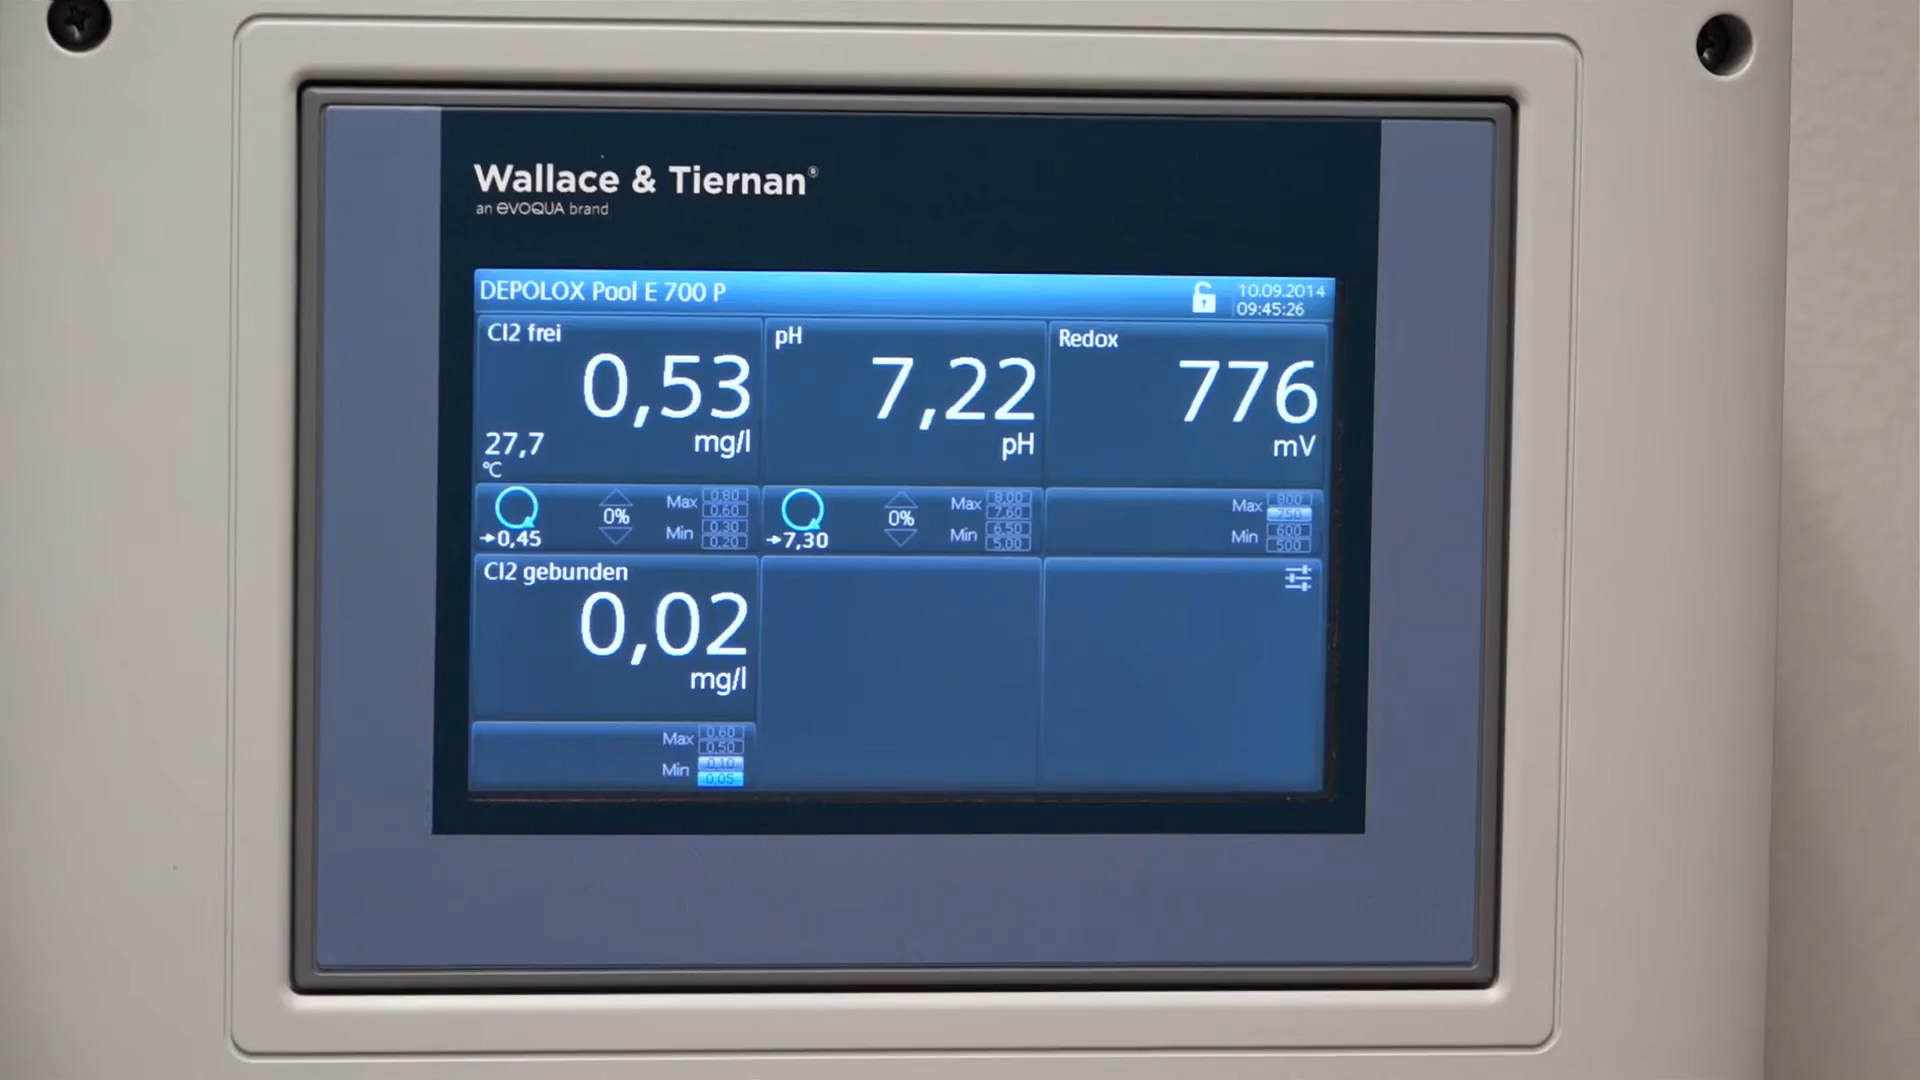 Wallace & Tiernan®
an evoqua brand
DEPOLOX Pool E 700 P
10.09.2014
09:45:26
Cl2 frei
0,53
mg/l
27,7
°C
pH
7,22
pH
Redox
776
mV
→0,45
0%
Max 0,80
0,60
Min 0,30
0,20
→7,30
0%
Max 8,00
7,60
Min 6,50
5,00
Max 800
750
Min 600
500
Cl2 gebunden
0,02
mg/l
Max 0,60
0,50
Min 0,10
0,05